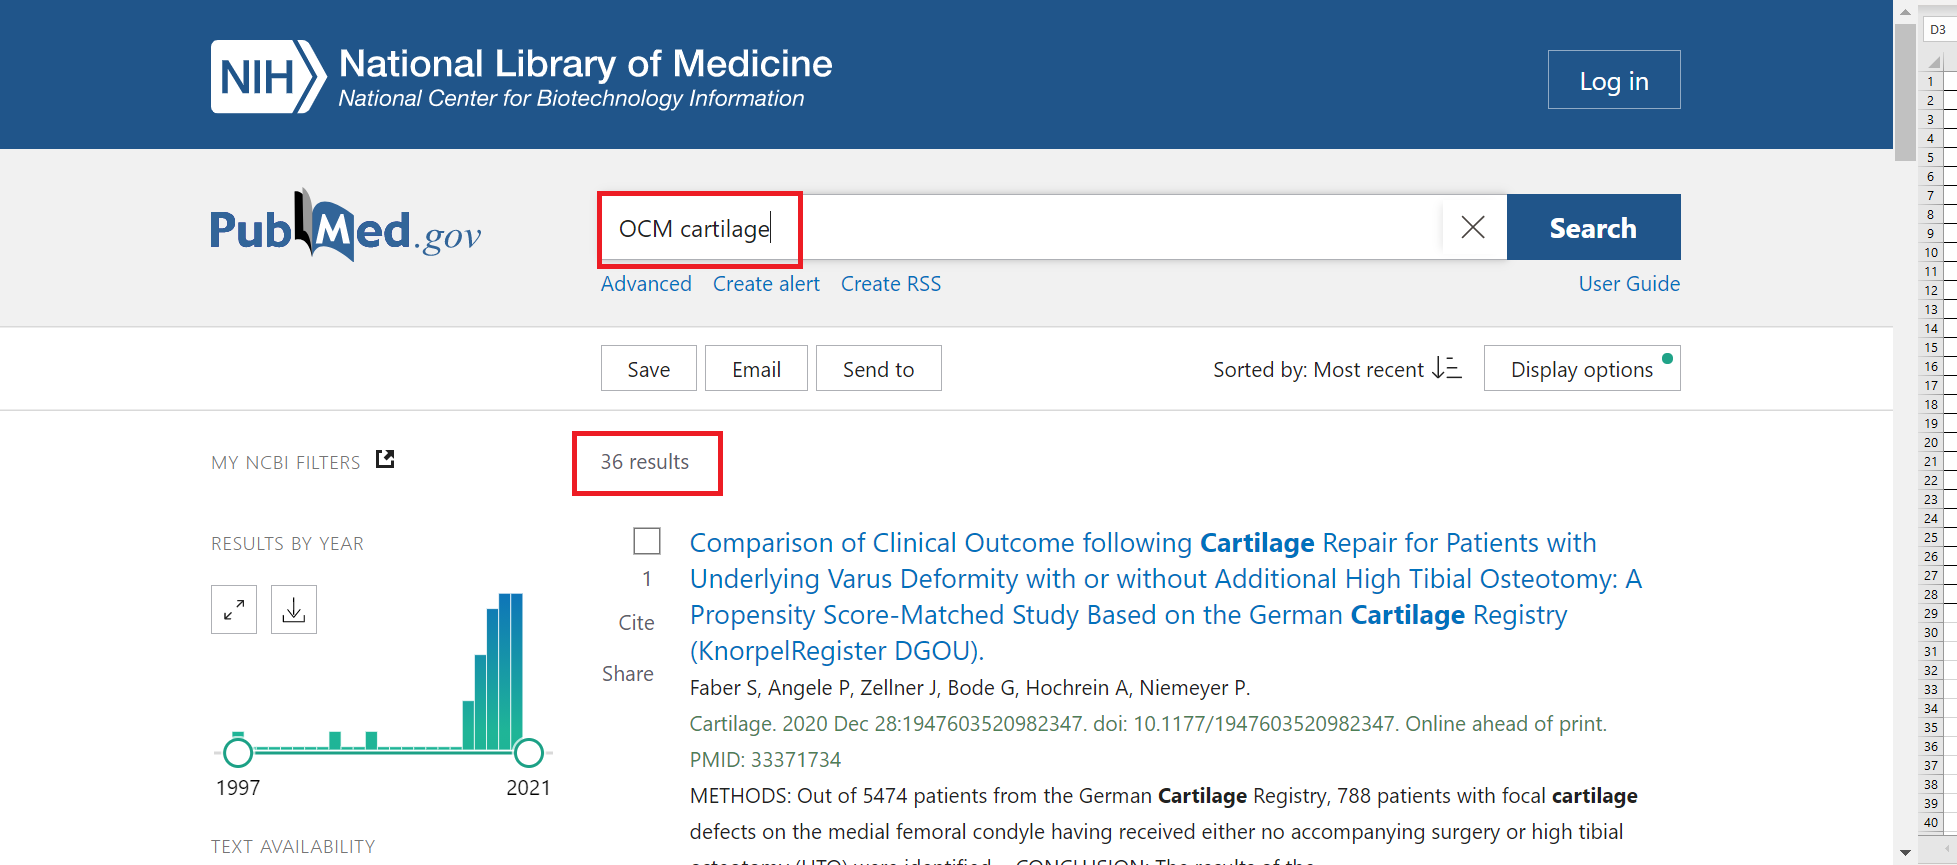 NIH National Library of Medicine
National Center for Biotechnology Information
Log in
PubMed.gov
OCM cartilage
Search
Advanced Create alert Create RSS
User Guide
Save Email Send to
Sorted by: Most recent
Display options
MY NCBI FILTERS
36 results
RESULTS BY YEAR
1997
2021
TEXT AVAILABILITY
1
Cite
Share
Comparison of Clinical Outcome following Cartilage Repair for Patients with
Underlying Varus Deformity with or without Additional High Tibial Osteotomy: A
Propensity Score-Matched Study Based on the German Cartilage Registry
(KnorpelRegister DGOU).
Faber S, Angele P, Zellner J, Bode G, Hochrein A, Niemeyer P.
Cartilage. 2020 Dec 28:1947603520982347. doi: 10.1177/1947603520982347. Online ahead of print.
PMID: 33371734
METHODS: Out of 5474 patients from the German Cartilage Registry, 788 patients with focal cartilage
defects on the medial femoral condyle having received either no accompanying surgery or high tibial
D3
1
2
3
4
5
6
7
8
9
10
11
12
13
14
15
16
17
18
19
20
21
22
23
24
25
26
27
28
29
30
31
32
33
34
35
36
37
38
39
40